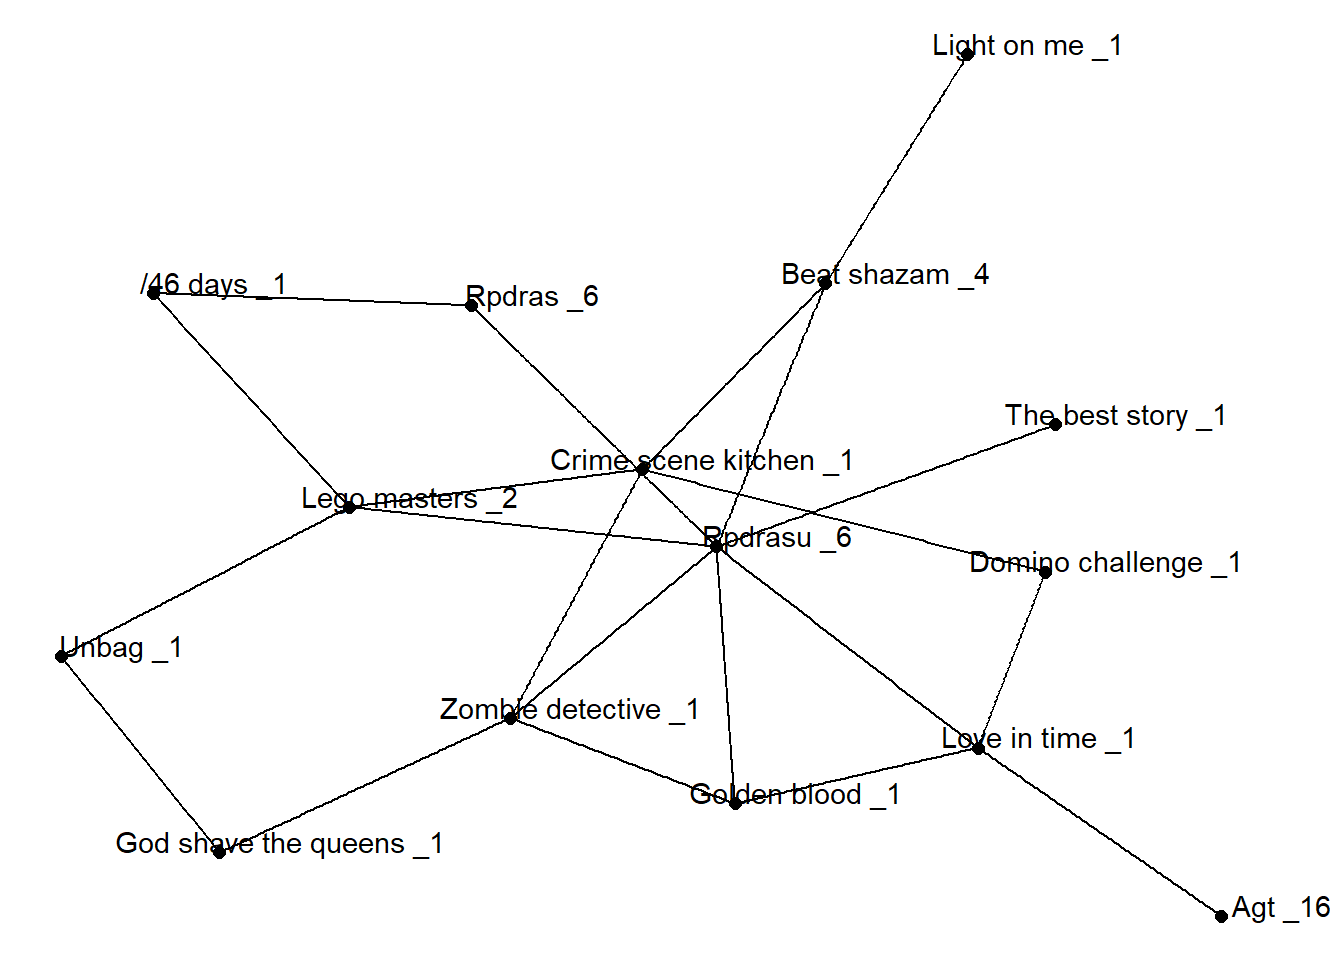 Light on me _1
Beat shazam _4
/46 days _1
Rpdras _6
The best story _1
Crime scene kitchen _1
Lego masters _2
Rpdrasu _6
Domino challenge _1
Unbag _1
Zombie detective _1
Love in time _1
Golden blood _1
God shave the queens _1
Agt _16